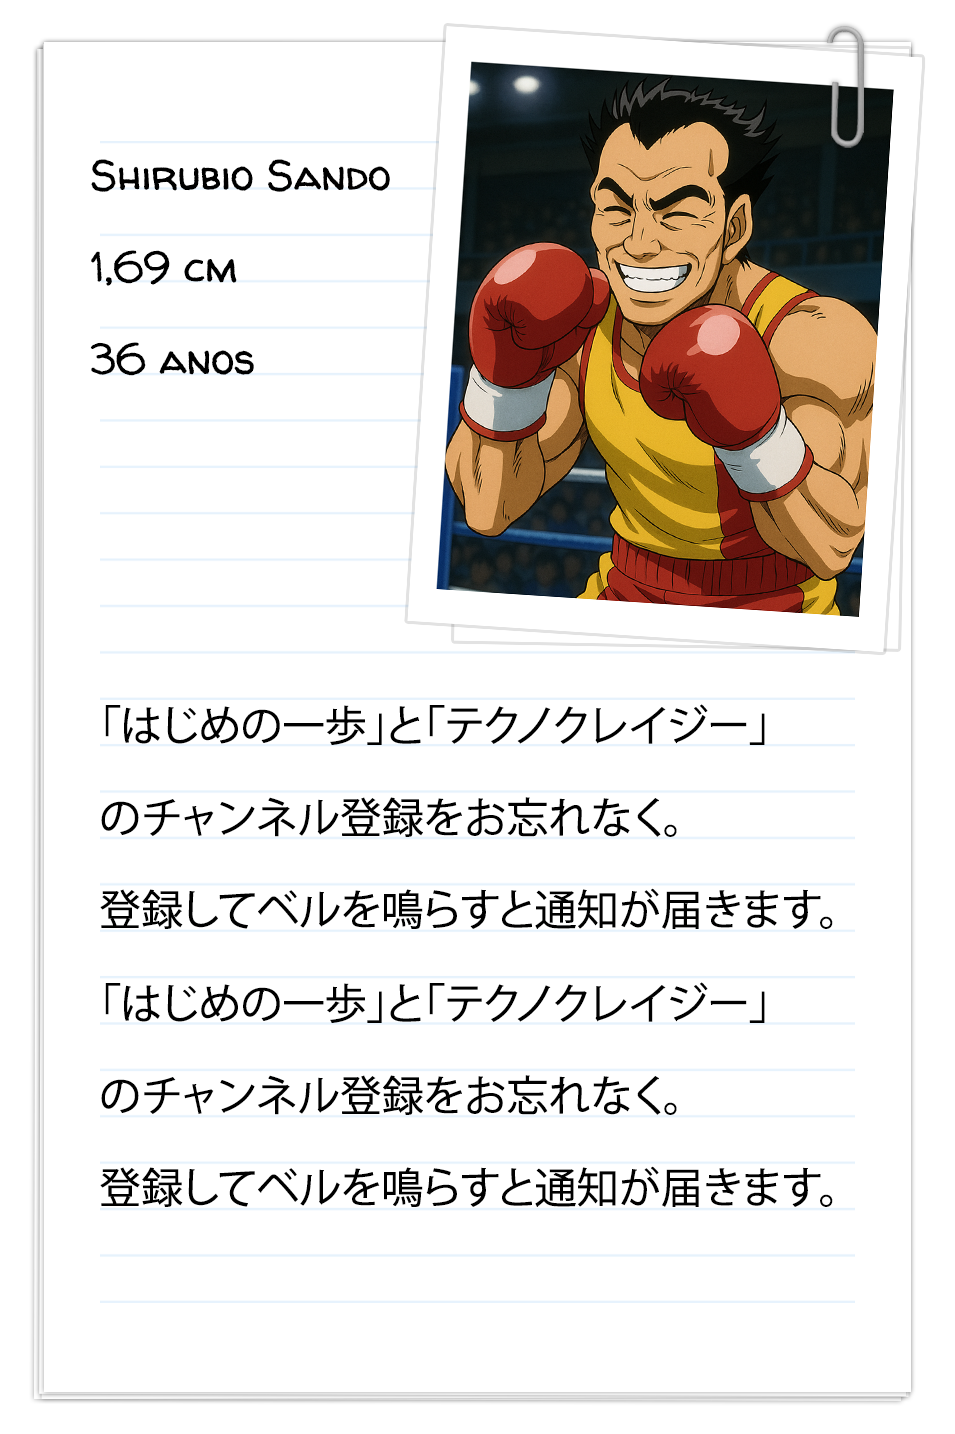 Shirubio Sando
1,69 cm
36 anos
「はじめの一歩」と「テクノクレイジー」
のチャンネル登録をお忘れなく。
登録してベルを鳴らすと通知が届きます。
「はじめの一歩」と「テクノクレイジー」
のチャンネル登録をお忘れなく。
登録してベルを鳴らすと通知が届きます。